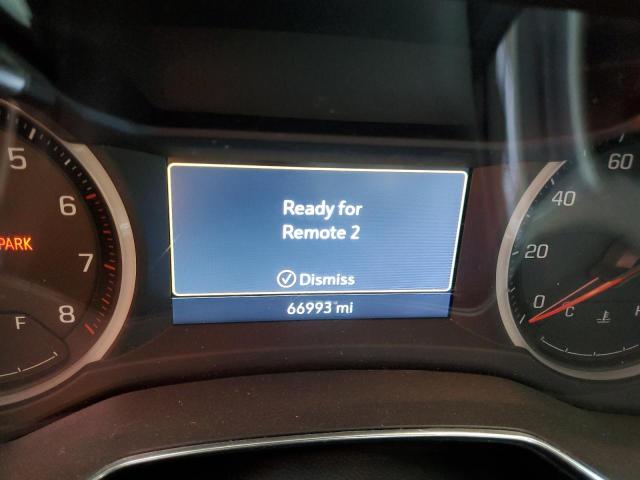 5
6
7
8
PARK
F
Ready for
Remote 2
Dismiss
66993 mi
60
40
20
0
C